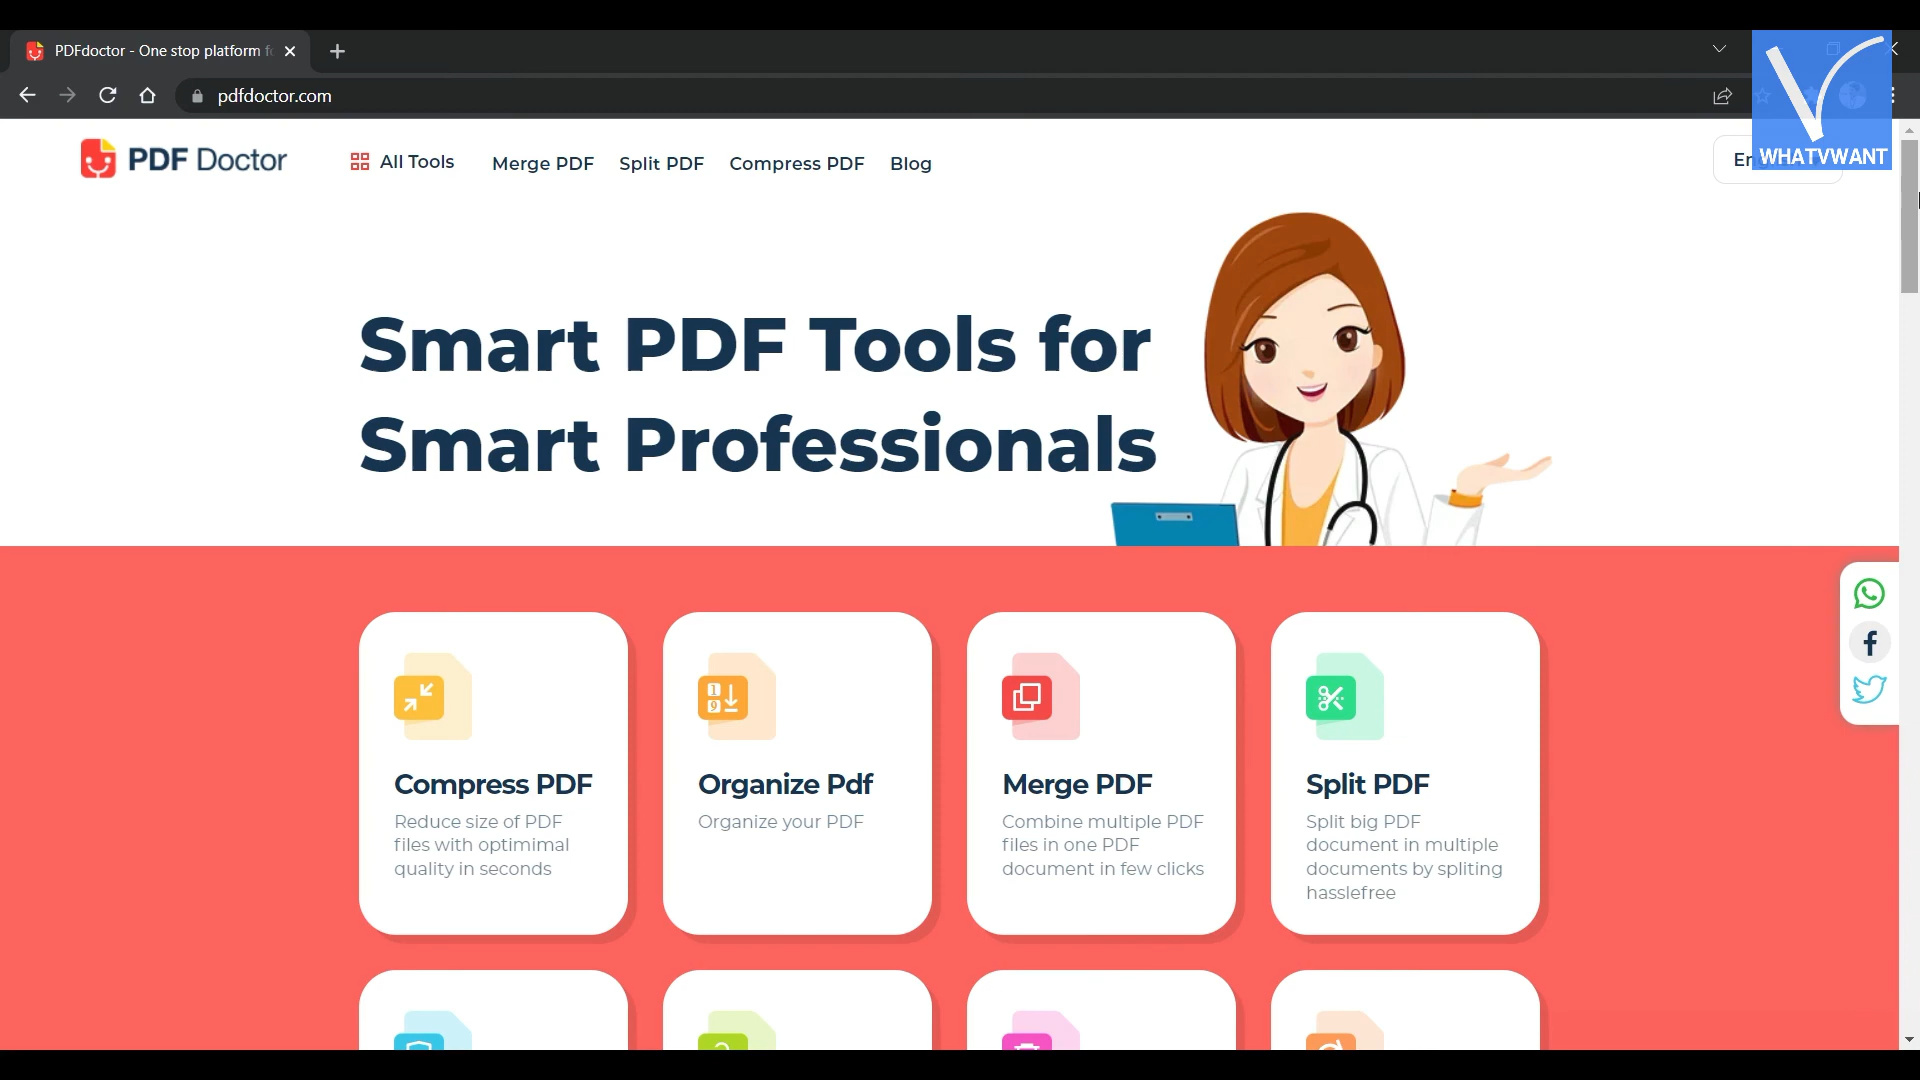 PDFdoctor - One stop platform
pdfdoctor.com
WHATVWANT
PDF Doctor
All Tools
Merge PDF
Split PDF
Compress PDF
Blog
Smart PDF Tools for
Smart Professionals
Compress PDF
Reduce size of PDF
files with optimimal
quality in seconds
Organize Pdf
Organize your PDF
Merge PDF
Combine multiple PDF
files in one PDF
document in few clicks
Split PDF
Split big PDF
document in multiple
documents by spliting
hasslefree